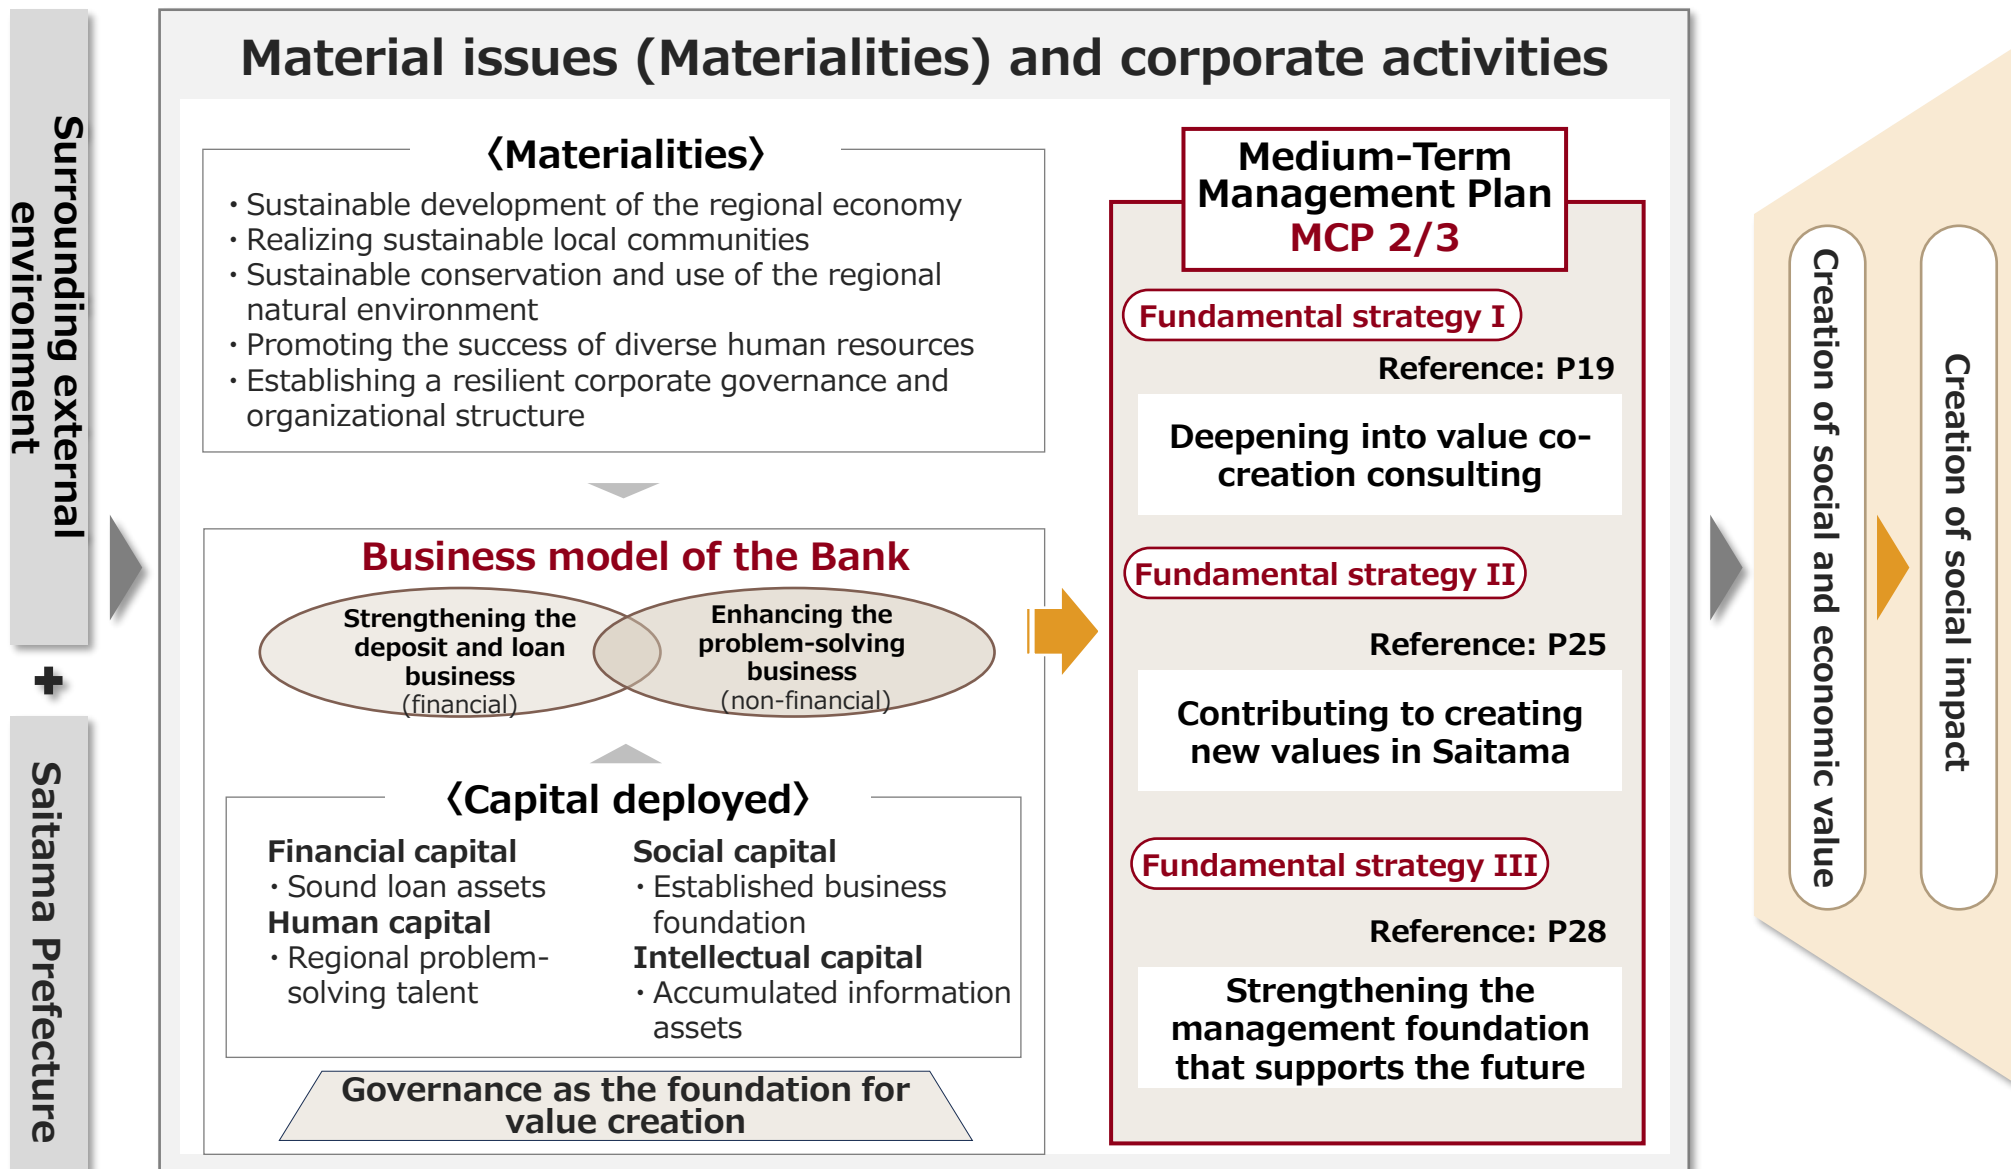 Surrounding external
environment
+
Saitama Prefecture
Material issues (Materialities) and corporate activities
〈Materialities〉
・Sustainable development of the regional economy
・Realizing sustainable local communities
・Sustainable conservation and use of the regional
natural environment
・Promoting the success of diverse human resources
・Establishing a resilient corporate governance and
organizational structure
Business model of the Bank
Strengthening the
deposit and loan
business
(financial)
Enhancing the
problem-solving
business
(non-financial)
〈Capital deployed〉
Financial capital
・Sound loan assets
Human capital
・Regional problem-
solving talent
Social capital
・Established business
foundation
Intellectual capital
・Accumulated information
assets
Governance as the foundation for
value creation
Medium-Term
Management Plan
MCP 2/3
Fundamental strategy I
Reference: P19
Deepening into value co-
creation consulting
Fundamental strategy II
Reference: P25
Contributing to creating
new values in Saitama
Fundamental strategy III
Reference: P28
Strengthening the
management foundation
that supports the future
Creation of social and economic value
Creation of social impact